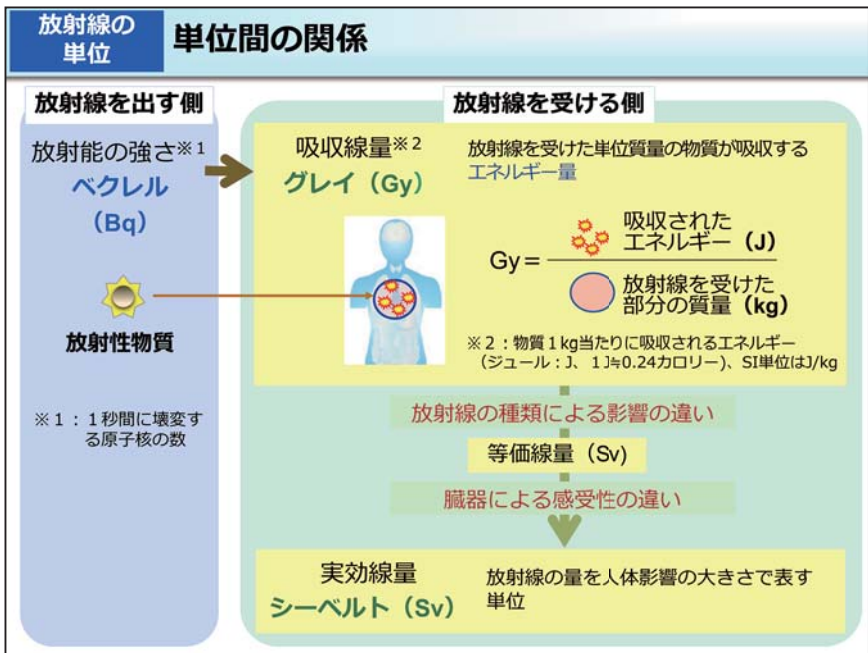 放射線の
単位
単位間の関係
放射線を出す側
放射能の強さ※1
ベクレル
（Bq）
放射性物質
※１：１秒間に壊変す
る原子核の数
放射線を受ける側
吸収線量※2
グレイ（Gy）
放射線を受けた単位質量の物質が吸収する
エネルギー量
Gy＝
吸収された
エネルギー（J）
放射線を受けた
部分の質量（kg）
※２：物質１kg当たりに吸収されるエネルギー
（ジュール：J、１J≒0.24カロリー)、SI単位はJ/kg
放射線の種類による影響の違い
等価線量（Sv)
臓器による感受性の違い
実効線量
シーベルト（Sv）
放射線の量を人体影響の大きさで表す
単位